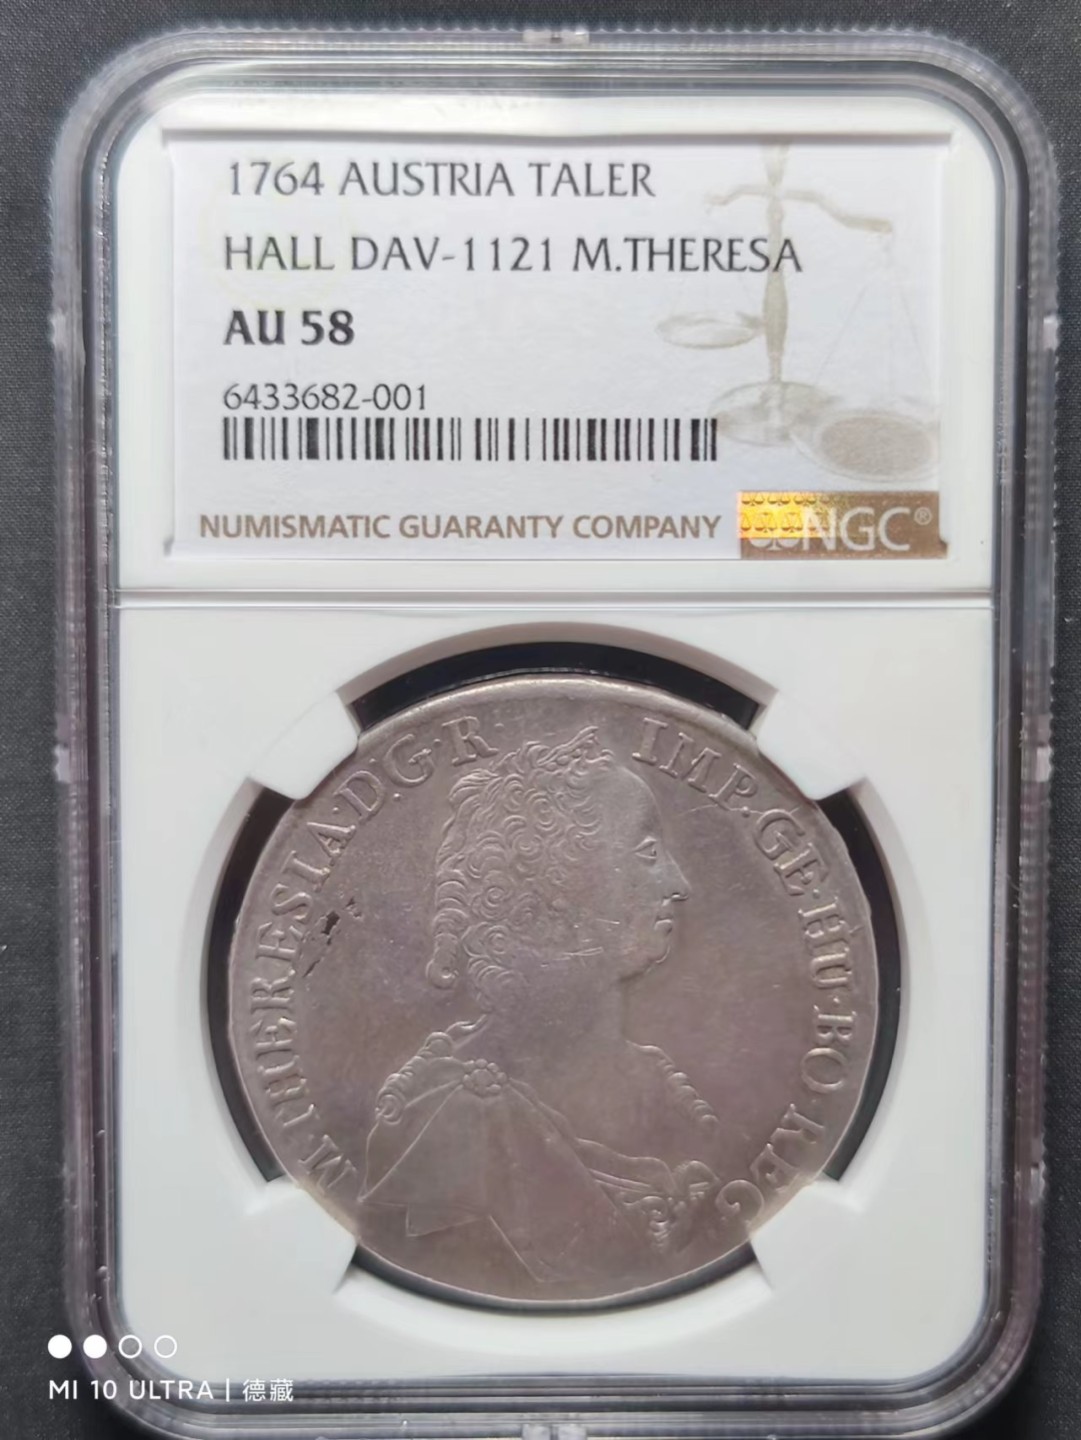 1764 AUSTRIA TALER
HALL DAV-1121 M.THERESA
AU 58
6433682-001
NUMISMATIC GUARANTY COMPANY NGC®
M·THERESIA·D·G·R· IMP·GE·HU·BO·REG·
MI 10 ULTRA | 德藏